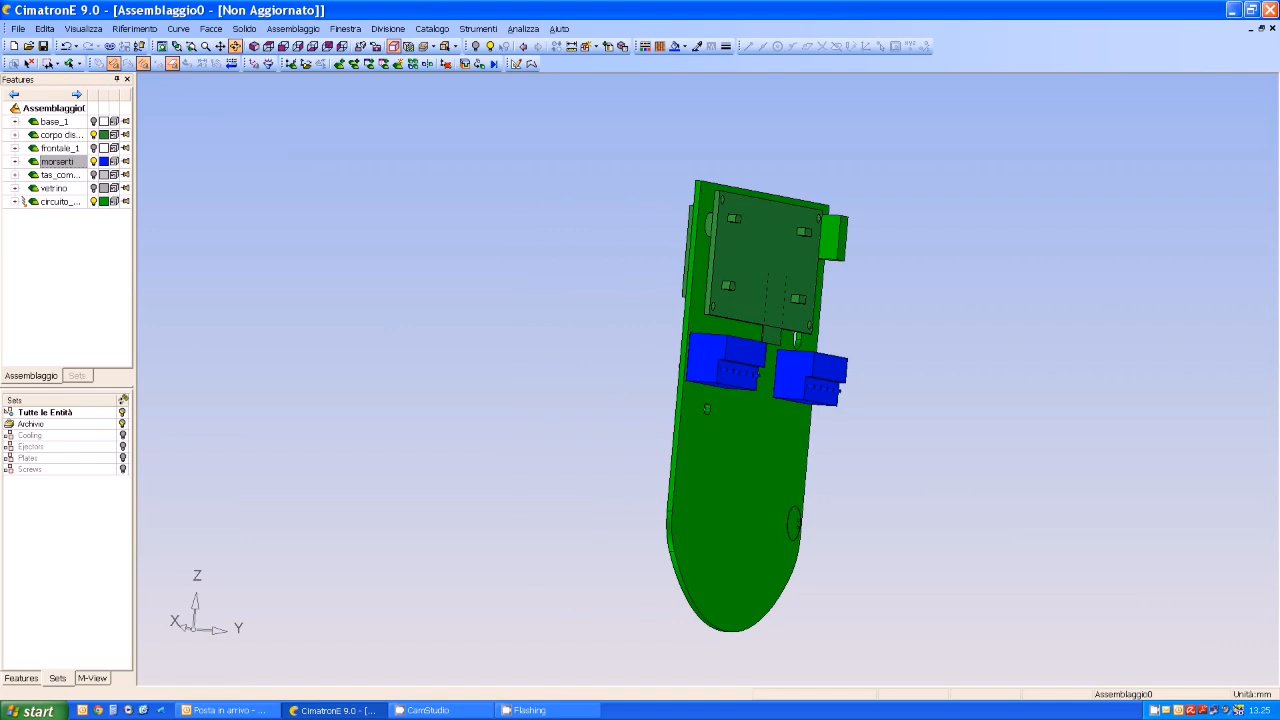 CimatronE 9.0 - [Assemblaggio0 - [Non Aggiornato]]
File Edita Visualizza Riferimento Curve Facce Solido Assemblaggio Finestra Divisione Catalogo Strumenti Analizza Aiuto
Features
Assemblaggio0
base_1
corpo dis...
frontale_1
morserti
tas_com...
vetrino
circuito_...
Assemblaggio Sets
Sets
Tutte le Entità
Archivio
Cooling
Ejectors
Plates
Screws
Z
X
Y
Features Sets M-View
Assemblaggio0 Unità:mm
start Posta in arrivo - ... CimatronE 9.0 - [... CamStudio Flashing 13.25